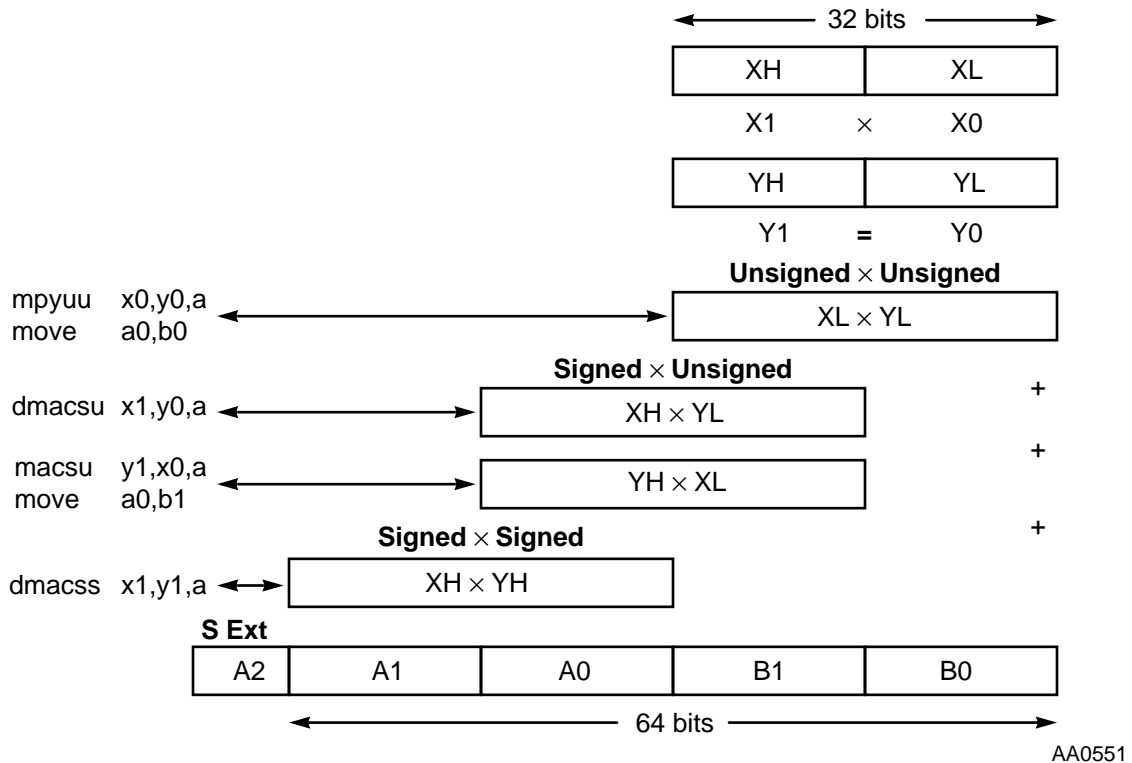 32 bits
XH XL
X1 × X0
YH YL
Y1 = Y0
Unsigned × Unsigned
mpyuu x0,y0,a
move a0,b0
XL × YL
Signed × Unsigned
+
dmacsu x1,y0,a
XH × YL
+
macsu y1,x0,a
move a0,b1
YH × XL
+
Signed × Signed
dmacss x1,y1,a
XH × YH
S Ext
A2 A1 A0 B1 B0
64 bits
AA0551